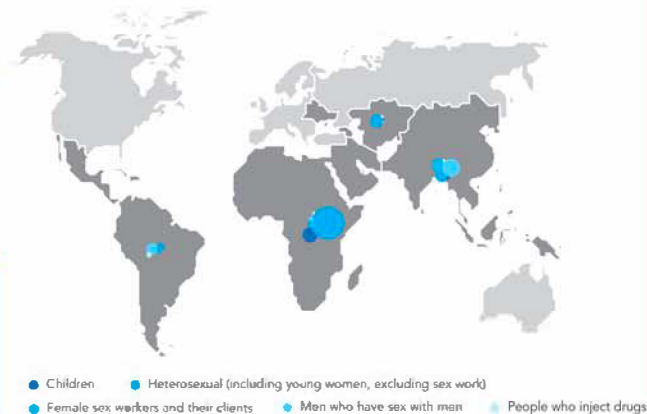 Children Heterosexual (including young women, excluding sex work)
Female sex workers and their clients Men who have sex with men People who inject drugs